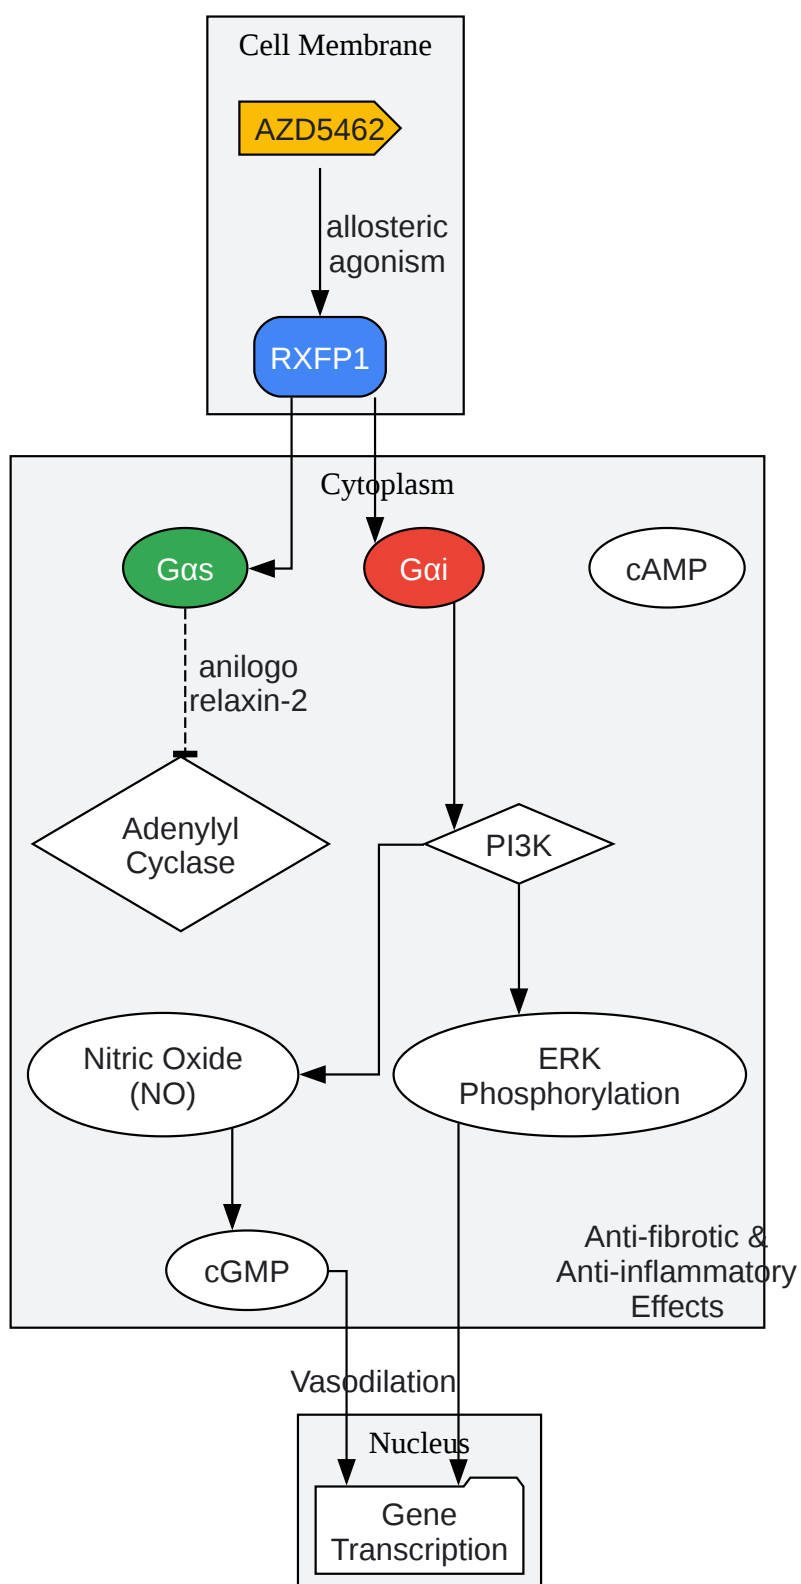 Cell Membrane
AZD5462
allosteric
agonism
RXFP1
Cytoplasm
Gαs
Gαi
cAMP
anilogo
relaxin-2
Adenylyl
Cyclase
PI3K
Nitric Oxide
(NO)
ERK
Phosphorylation
cGMP
Anti-fibrotic &
Anti-inflammatory
Effects
Vasodilation
Nucleus
Gene
Transcription